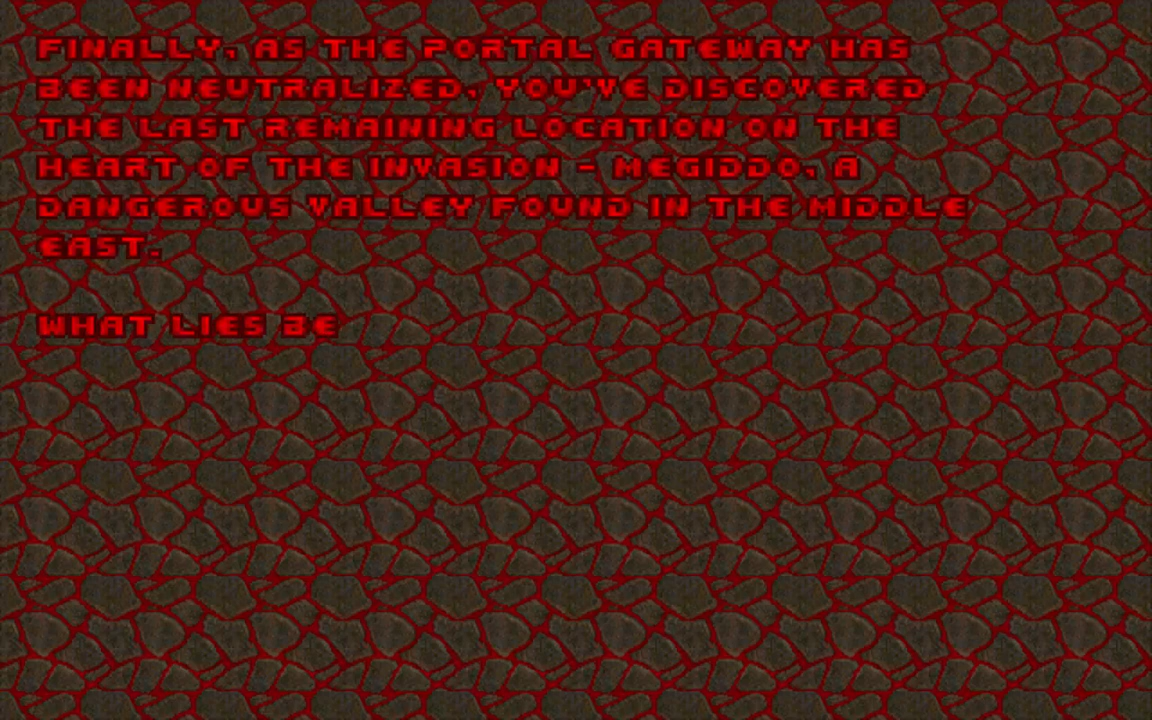 FINALLY, AS THE PORTAL GATEWAY HAS
BEEN NEUTRALIZED, YOU'VE DISCOVERED
THE LAST REMAINING LOCATION ON THE
HEART OF THE INVASION - MEGIDDO, A
DANGEROUS VALLEY FOUND IN THE MIDDLE
EAST.
WHAT LIES BE